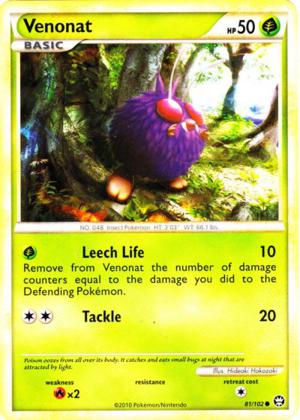 Venonat
HP 50
BASIC
NO. 048 Insect Pokémon HT: 3'03" WT: 66.1 lbs.
Leech Life 10
Remove from Venonat the number of damage
counters equal to the damage you did to the
Defending Pokémon.
Tackle 20
Poison oozes from all over its body. It catches and eats small bugs at night that are
attracted by light.
Illus. Hideaki Hakozaki
weakness resistance retreat cost
×2
©2010 Pokémon/Nintendo
81/102